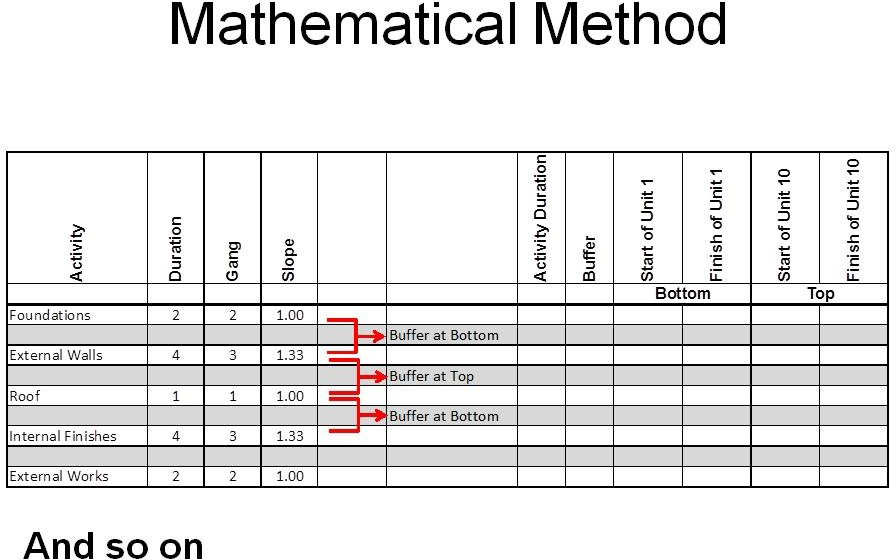 Mathematical Method
Activity Duration Gang Slope Activity Duration Buffer Start of Unit 1 Finish of Unit 1 Start of Unit 10 Finish of Unit 10
Bottom Top
Foundations 2 2 1.00
Buffer at Bottom
External Walls 4 3 1.33
Buffer at Top
Roof 1 1 1.00
Buffer at Bottom
Internal Finishes 4 3 1.33
External Works 2 2 1.00
And so on